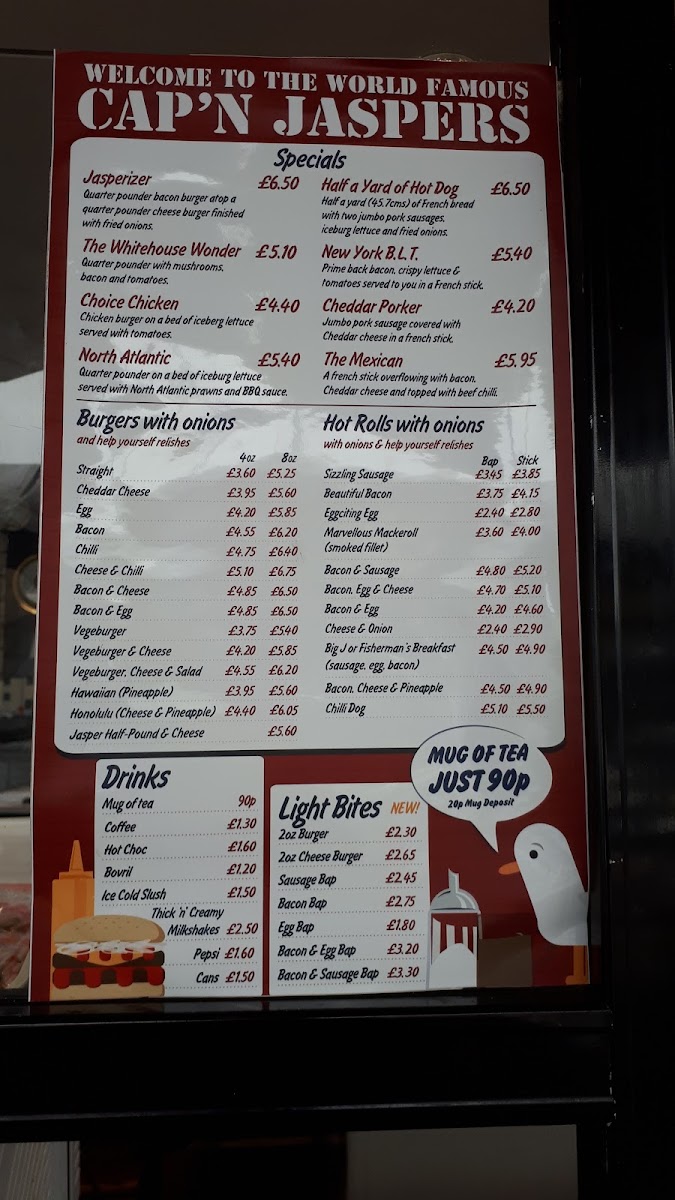 WELCOME TO THE WORLD FAMOUS
CAP'N JASPERS
Specials
Jasperizer £6.50
Quarter pounder bacon burger atop a
quarter pounder cheese burger finished
with fried onions.
The Whitehouse Wonder £5.10
Quarter pounder with mushrooms,
bacon and tomatoes.
Choice Chicken £4.40
Chicken burger on a bed of iceberg lettuce
served with tomatoes.
North Atlantic £5.40
Quarter pounder on a bed of iceburg lettuce
served with North Atlantic prawns and BBQ sauce.
Half a Yard of Hot Dog £6.50
Half a yard (45.7cms) of French bread
with two jumbo pork sausages,
iceburg lettuce and fried onions.
New York B.L.T. £5.40
Prime back bacon, crispy lettuce &
tomatoes served to you in a French stick.
Cheddar Porker £4.20
Jumbo pork sausage covered with
Cheddar cheese in a french stick.
The Mexican £5.95
A french stick overflowing with bacon,
Cheddar cheese and topped with beef chilli.
Burgers with onions
and help yourself relishes
4oz 8oz
Straight £3.60 £5.25
Cheddar Cheese £3.95 £5.60
Egg £4.20 £5.85
Bacon £4.55 £6.20
Chilli £4.75 £6.40
Cheese & Chilli £5.10 £6.75
Bacon & Cheese £4.85 £6.50
Bacon & Egg £4.85 £6.50
Vegeburger £3.75 £5.40
Vegeburger & Cheese £4.20 £5.85
Vegeburger, Cheese & Salad £4.55 £6.20
Hawaiian (Pineapple) £3.95 £5.60
Honolulu (Cheese & Pineapple) £4.40 £6.05
Jasper Half-Pound & Cheese £5.60
Hot Rolls with onions
with onions & help yourself relishes
Bap Stick
Sizzling Sausage £3.45 £3.85
Beautiful Bacon £3.75 £4.15
Eggciting Egg £2.40 £2.80
Marvellous Mackeroll £3.60 £4.00
(smoked fillet)
Bacon & Sausage £4.80 £5.20
Bacon, Egg & Cheese £4.70 £5.10
Bacon & Egg £4.20 £4.60
Cheese & Onion £2.40 £2.90
Big J or Fisherman's Breakfast £4.50 £4.90
(sausage, egg, bacon)
Bacon, Cheese & Pineapple £4.50 £4.90
Chilli Dog £5.10 £5.50
Drinks
Mug of tea 90p
Coffee £1.30
Hot Choc £1.60
Bovril £1.20
Ice Cold Slush £1.50
Thick 'n' Creamy
Milkshakes £2.50
Pepsi £1.60
Cans £1.50
Light Bites NEW!
2oz Burger £2.30
2oz Cheese Burger £2.65
Sausage Bap £2.45
Bacon Bap £2.75
Egg Bap £1.80
Bacon & Egg Bap £3.20
Bacon & Sausage Bap £3.30
MUG OF TEA
JUST 90p
20p Mug Deposit